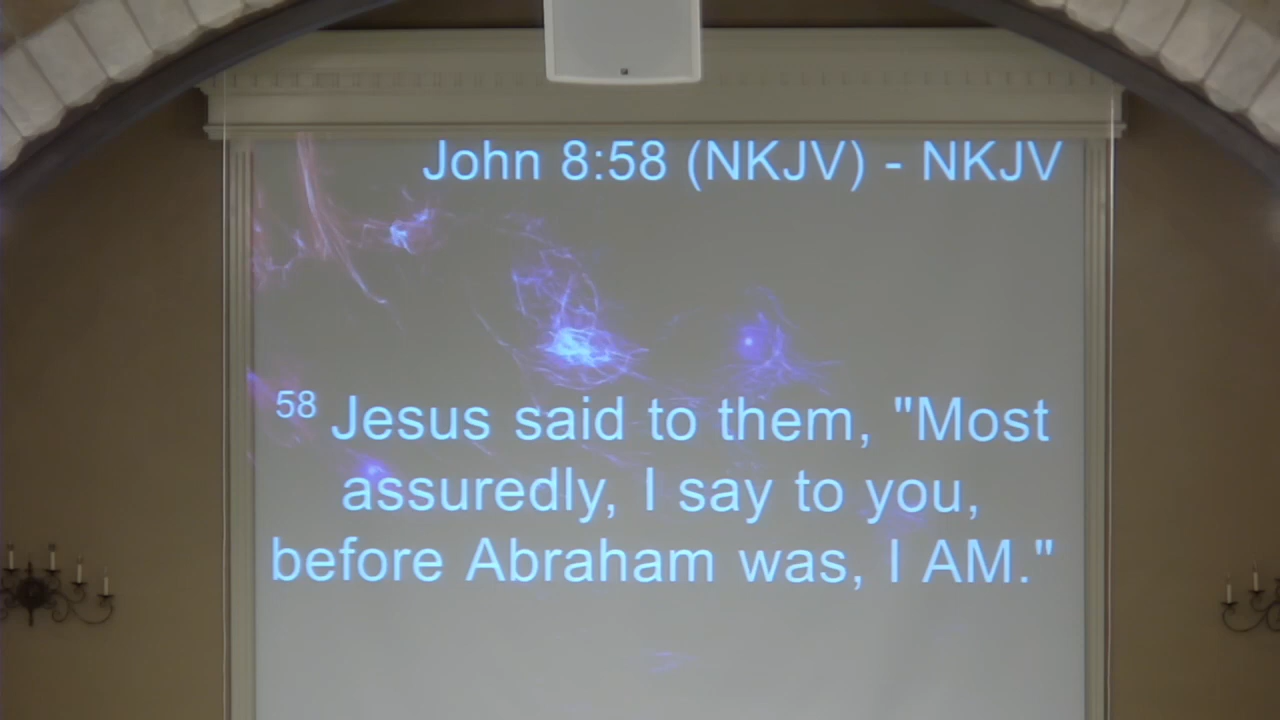 John 8:58 (NKJV) - NKJV
58 Jesus said to them, "Most
assuredly, I say to you,
before Abraham was, I AM."